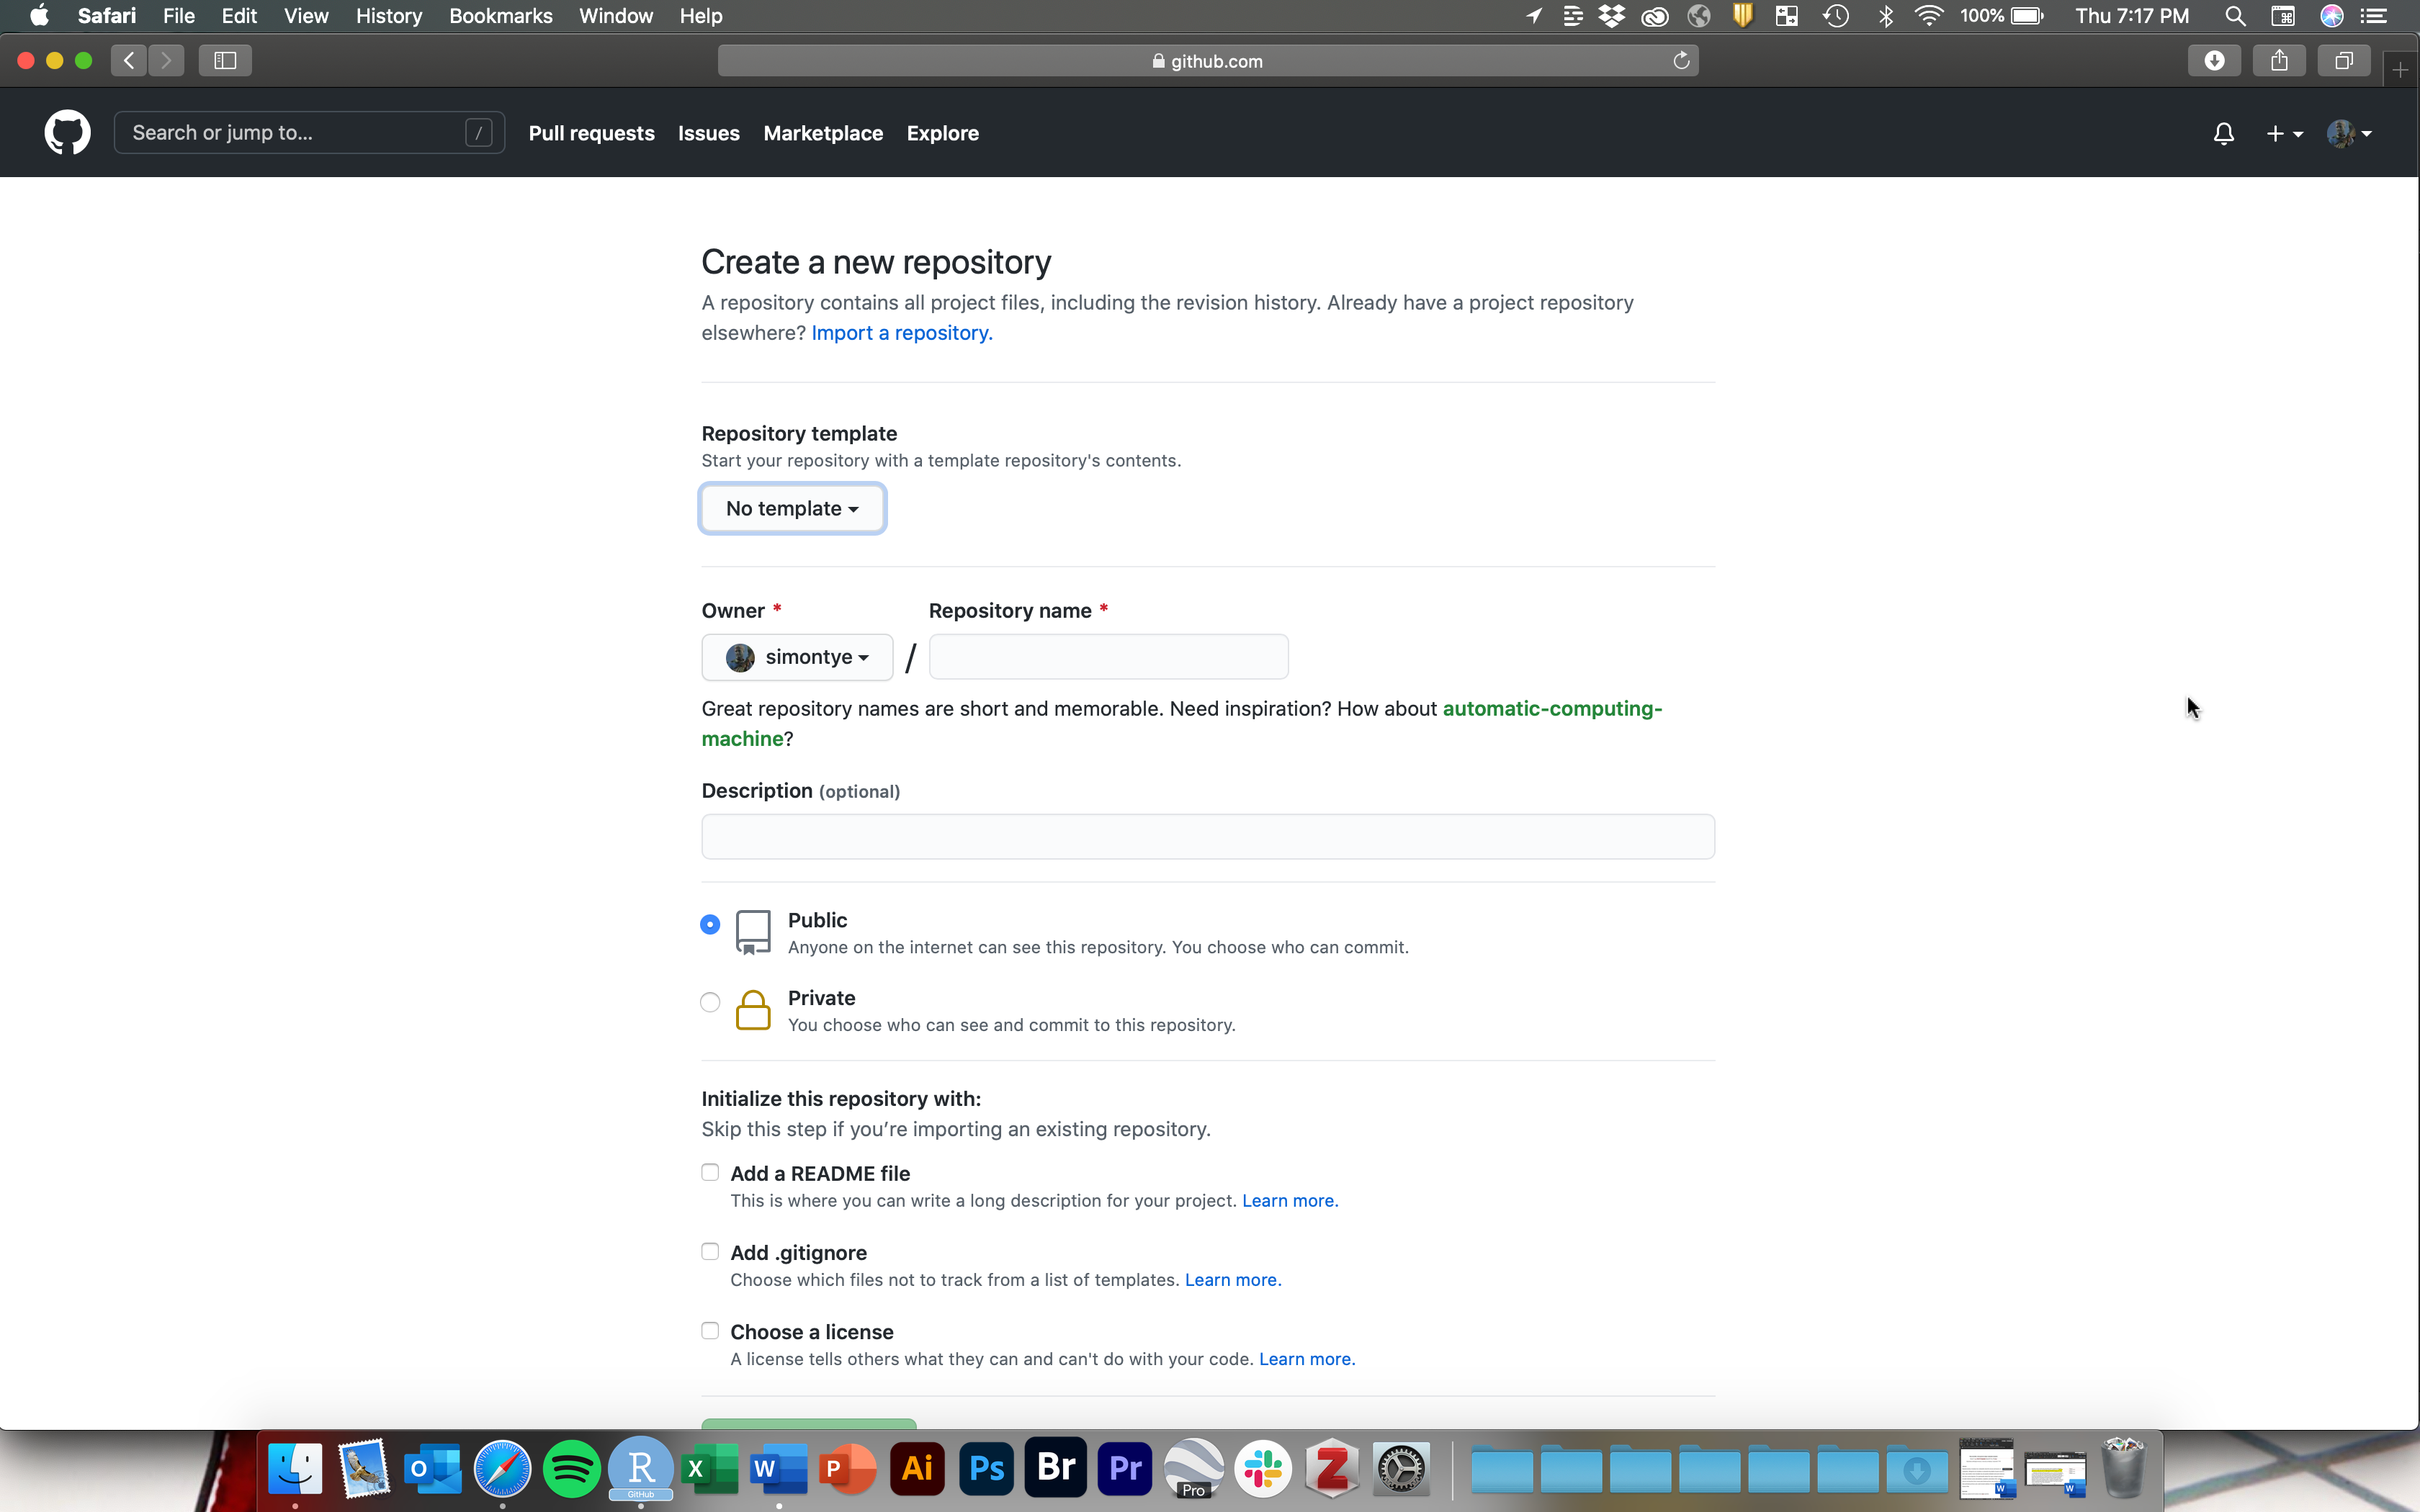 Safari File Edit View History Bookmarks Window Help 100% Thu 7:17 PM
github.com
Search or jump to... / Pull requests Issues Marketplace Explore
Create a new repository
A repository contains all project files, including the revision history. Already have a project repository
elsewhere? Import a repository.
Repository template
Start your repository with a template repository's contents.
No template
Owner * Repository name *
simontye /
Great repository names are short and memorable. Need inspiration? How about automatic-computing-
machine?
Description (optional)
Public
Anyone on the internet can see this repository. You choose who can commit.
Private
You choose who can see and commit to this repository.
Initialize this repository with:
Skip this step if you’re importing an existing repository.
Add a README file
This is where you can write a long description for your project. Learn more.
Add .gitignore
Choose which files not to track from a list of templates. Learn more.
Choose a license
A license tells others what they can and can't do with your code. Learn more.
O R X W P Ai Ps Br Pr Z W W
GitHub Pro